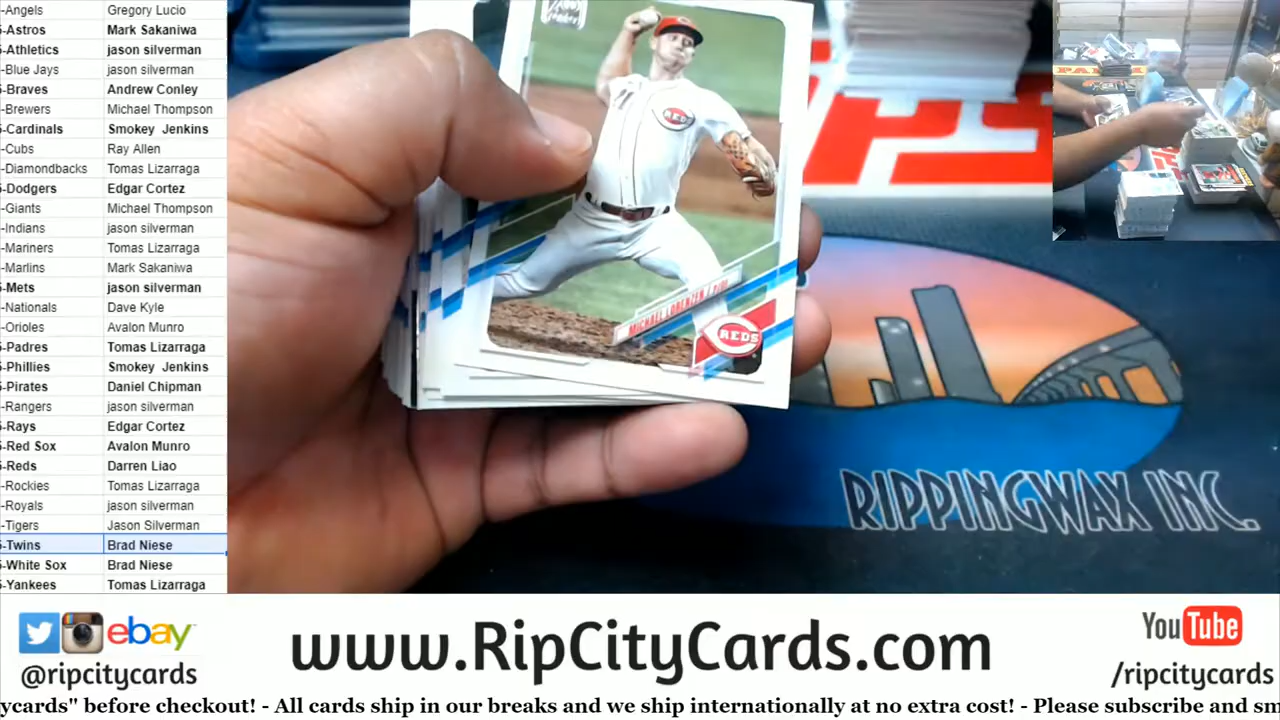 -Angels Gregory Lucio
-Astros Mark Sakaniwa
-Athletics jason silverman
-Blue Jays jason silverman
-Braves Andrew Conley
-Brewers Michael Thompson
-Cardinals Smokey Jenkins
-Cubs Ray Allen
-Diamondbacks Tomas Lizarraga
-Dodgers Edgar Cortez
-Giants Michael Thompson
-Indians jason silverman
-Mariners Tomas Lizarraga
-Marlins Mark Sakaniwa
-Mets jason silverman
-Nationals Dave Kyle
-Orioles Avalon Munro
-Padres Tomas Lizarraga
-Phillies Smokey Jenkins
-Pirates Daniel Chipman
-Rangers jason silverman
-Rays Edgar Cortez
-Red Sox Avalon Munro
-Reds Darren Liao
-Rockies Tomas Lizarraga
-Royals jason silverman
-Tigers Jason Silverman
-Twins Brad Niese
-White Sox Brad Niese
-Yankees Tomas Lizarraga
REDS
MICHAEL LORENZEN
REDS
RIPPINGWAX INC.
ebay
@ripcitycards
www.RipCityCards.com
YouTube
/ripcitycards
ycards" before checkout! - All cards ship in our breaks and we ship internationally at no extra cost! - Please subscribe and sm